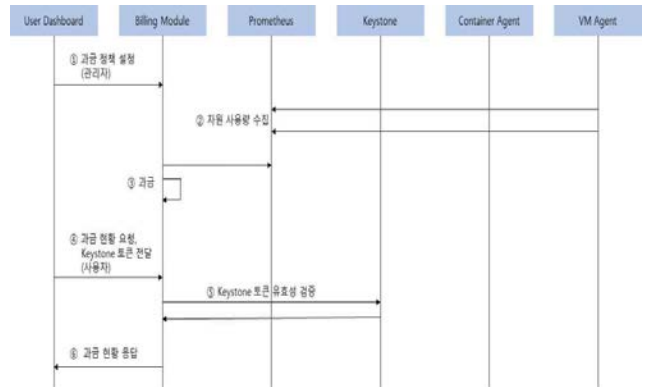 User Dashboard
Billing Module
Prometheus
Keystone
Container Agent
VM Agent
① 과금 정책 설정
(관리자)
② 자원 사용량 수집
③ 과금
④ 과금 현황 요청,
Keystone 토큰 전달
(사용자)
⑤ Keystone 토큰 유효성 검증
⑥ 과금 현황 응답